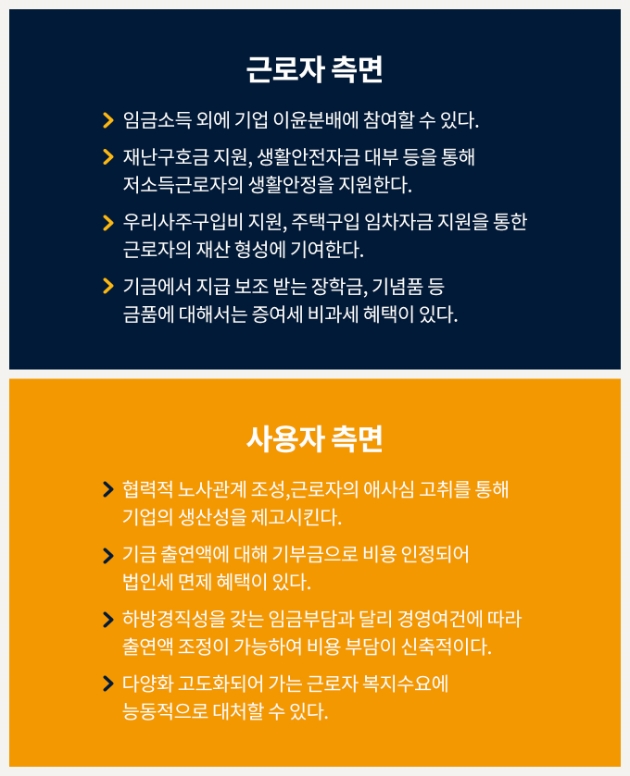 근로자 측면
임금소득 외에 기업 이윤분배에 참여할 수 있다.
재난구호금 지원, 생활안전자금 대부 등을 통해
저소득근로자의 생활안정을 지원한다.
우리사주구입비 지원, 주택구입 임차자금 지원을 통한
근로자의 재산 형성에 기여한다.
기금에서 지급 보조 받는 장학금, 기념품 등
금품에 대해서는 증여세 비과세 혜택이 있다.
사용자 측면
협력적 노사관계 조성,근로자의 애사심 고취를 통해
기업의 생산성을 제고시킨다.
기금 출연액에 대해 기부금으로 비용 인정되어
법인세 면제 혜택이 있다.
하방경직성을 갖는 임금부담과 달리 경영여건에 따라
출연액 조정이 가능하여 비용 부담이 신축적이다.
다양화 고도화되어 가는 근로자 복지수요에
능동적으로 대처할 수 있다.